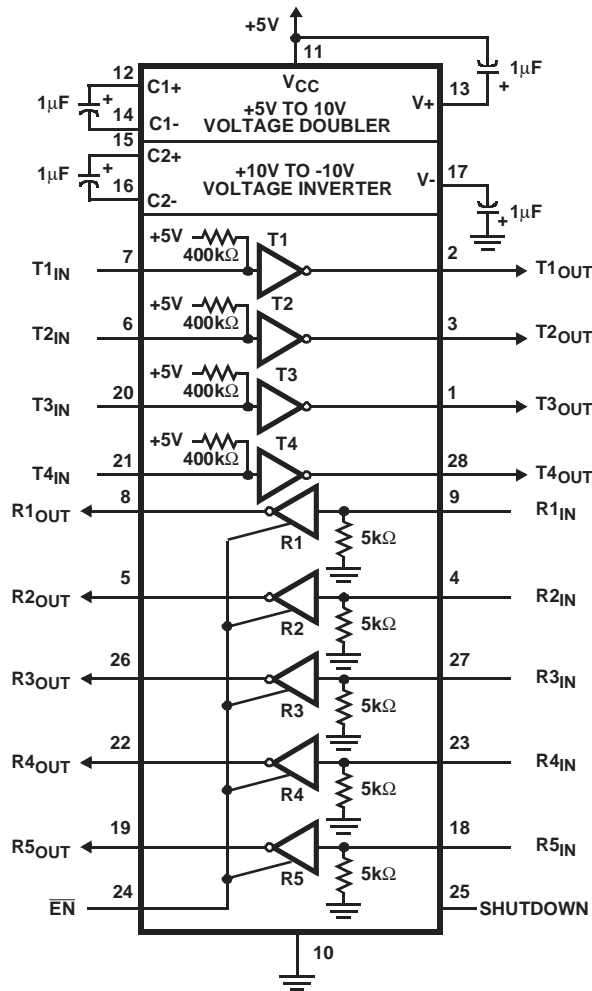 +5V
11
12
C1+
VCC
13
1μF
+
1μF
+
14
C1-
+5V TO 10V
VOLTAGE DOUBLER
V+
15
C2+
+10V TO -10V
VOLTAGE INVERTER
V-
17
1μF
+
16
C2-
1μF
+
+5V
400kΩ
T1
T1IN
7
2
T1OUT
+5V
400kΩ
T2
T2IN
6
3
T2OUT
+5V
400kΩ
T3
T3IN
20
1
T3OUT
+5V
400kΩ
T4
T4IN
21
28
T4OUT
R1OUT
8
9
R1IN
R1
5kΩ
R2OUT
5
4
R2IN
R2
5kΩ
R3OUT
26
27
R3IN
R3
5kΩ
R4OUT
22
23
R4IN
R4
5kΩ
R5OUT
19
18
R5IN
R5
5kΩ
EN
24
25
SHUTDOWN
10